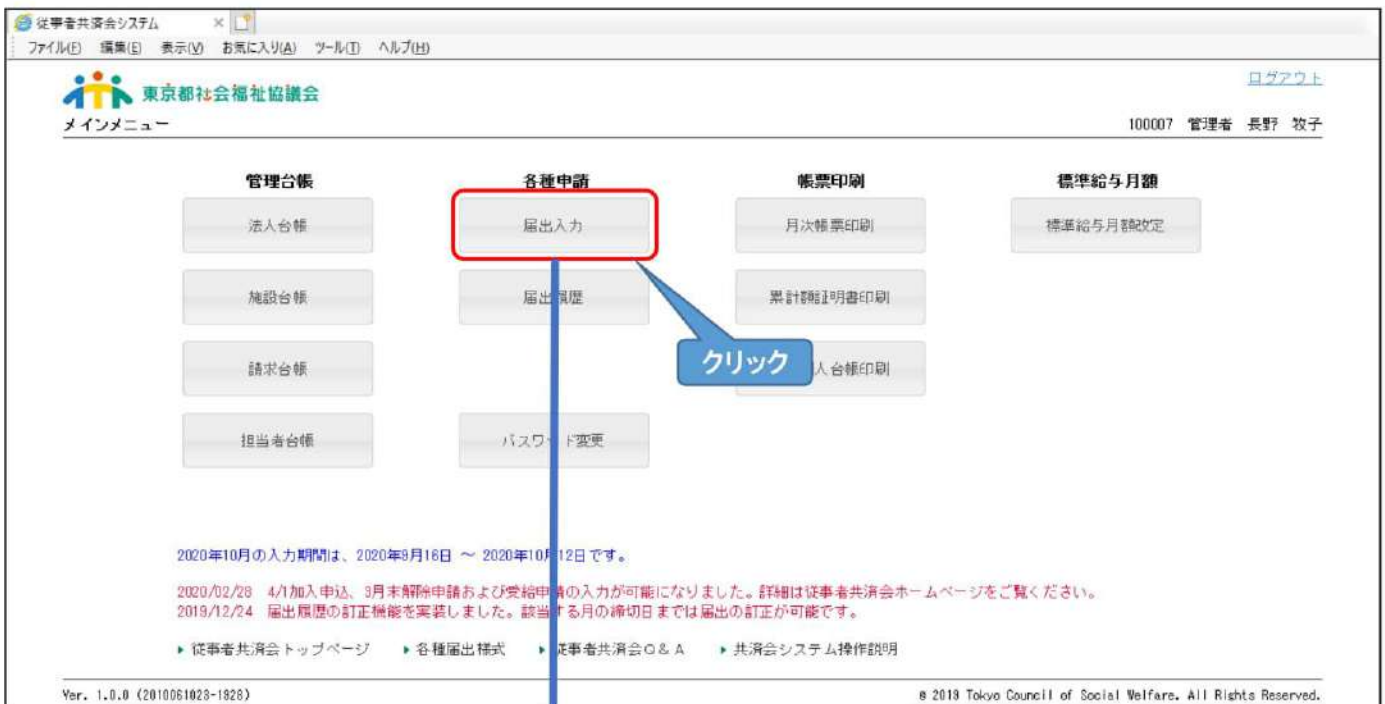 従事者共済会システム
ファイル(F) 編集(E) 表示(V) お気に入り(A) ツール(T) ヘルプ(H)
東京都社会福祉協議会
ログアウト
メインメニュー
100007 管理者 長野 牧子
管理台帳 各種申請 帳票印刷 標準給与月額
法人台帳 届出入力 月次帳票印刷 標準給与月額改定
施設台帳 届出履歴 累計額証明書印刷
請求台帳 クリック 人台帳印刷
担当者台帳 パスワード変更
2020年10月の入力期間は、2020年9月16日 ～ 2020年10月12日です。
2020/02/28 4/1加入申込、3月末解除申請および受給申請の入力が可能になりました。詳細は従事者共済会ホームページをご覧ください。
2019/12/24 届出履歴の訂正機能を実装しました。該当する月の締切日までは届出の訂正が可能です。
従事者共済会トップページ 各種届出様式 従事者共済会Q&A 共済会システム操作説明
Ver. 1.0.0 (2010061023-1828)
© 2019 Tokyo Council of Social Welfare. All Rights Reserved.